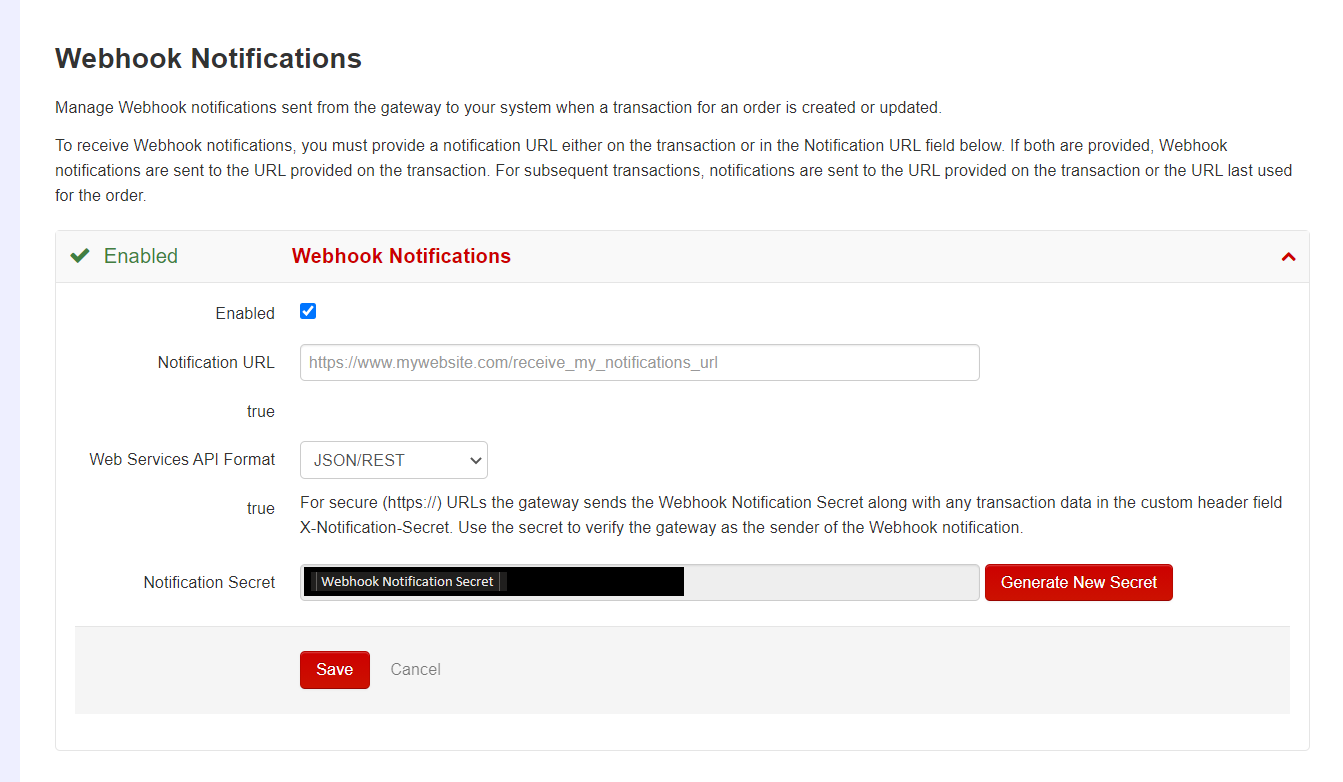 Webhook Notifications
Manage Webhook notifications sent from the gateway to your system when a transaction for an order is created or updated.
To receive Webhook notifications, you must provide a notification URL either on the transaction or in the Notification URL field below. If both are provided, Webhook
notifications are sent to the URL provided on the transaction. For subsequent transactions, notifications are sent to the URL provided on the transaction or the URL last used
for the order.
Enabled Webhook Notifications
Enabled
Notification URL https://www.mywebsite.com/receive_my_notifications_url
true
Web Services API Format JSON/REST
For secure (https://) URLs the gateway sends the Webhook Notification Secret along with any transaction data in the custom header field
true
X-Notification-Secret. Use the secret to verify the gateway as the sender of the Webhook notification.
Notification Secret Webhook Notification Secret Generate New Secret
Save Cancel